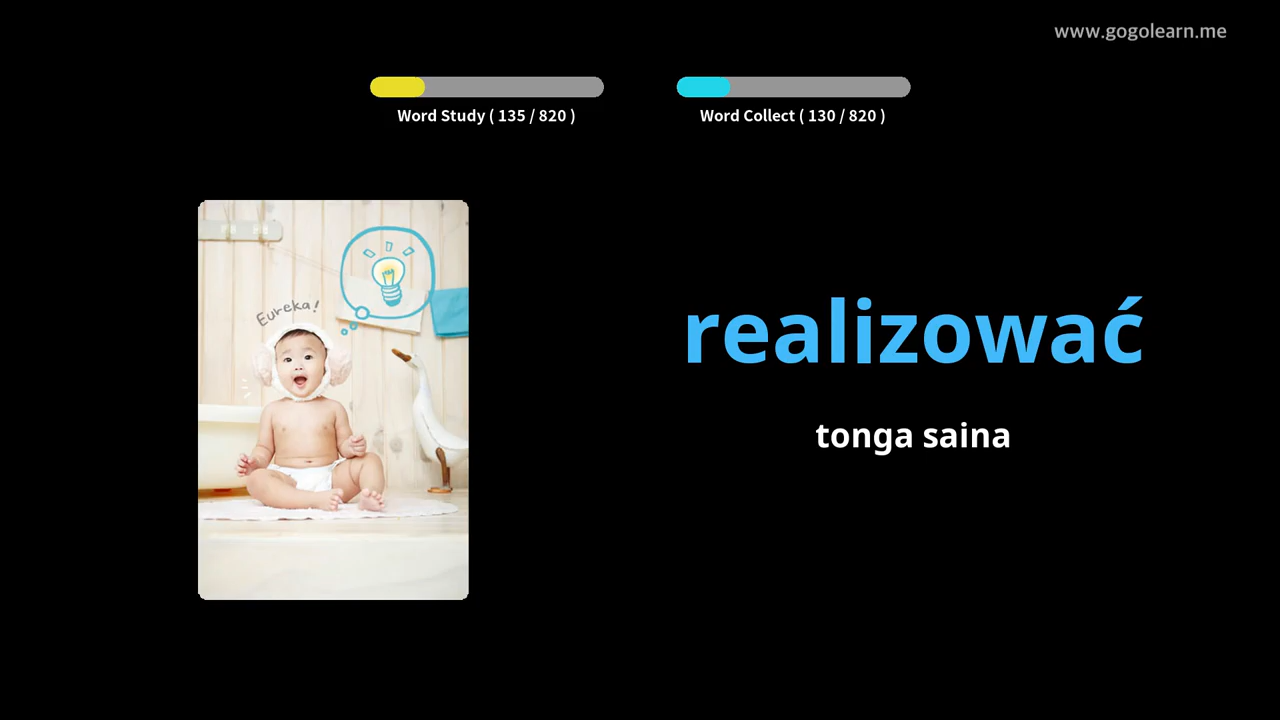 www.gogolearn.me
Word Study ( 135 / 820 )
Word Collect ( 130 / 820 )
Eureka!
realizować
tonga saina